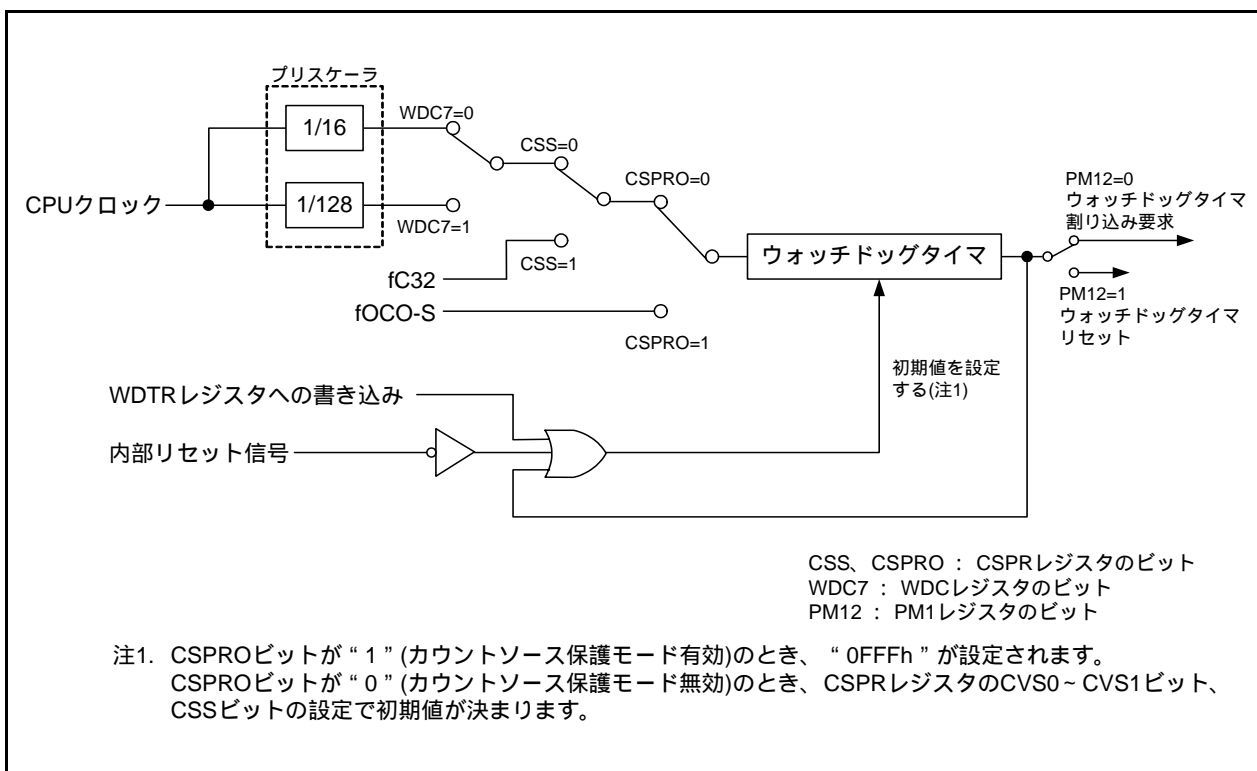 プリスケーラ
1/16
WDC7=0
CSS=0
CSPRO=0
PM12=0
ウォッチドッグタイマ
割り込み要求
CPUクロック
1/128
WDC7=1
ウォッチドッグタイマ
CSS=1
fC32
fOCO-S
CSPRO=1
PM12=1
ウォッチドッグタイマ
リセット
初期値を設定
する(注1)
WDTRレジスタへの書き込み
内部リセット信号
CSS、CSPRO : CSPRレジスタのビット
WDC7 : WDCレジスタのビット
PM12 : PM1レジスタのビット
注1. CSPROビットが“1”(カウントソース保護モード有効)のとき、“0FFFh”が設定されます。
CSPROビットが“0”(カウントソース保護モード無効)のとき、CSPRレジスタのCVS0~CVS1ビット、
CSSビットの設定で初期値が決まります。